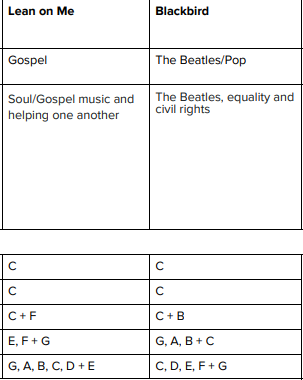 Lean on Me
Blackbird
Gospel
The Beatles/Pop
Soul/Gospel music and
helping one another
The Beatles, equality and
civil rights
C
C
C
C
C + F
C + B
E, F + G
G, A, B + C
G, A, B, C, D + E
C, D, E, F + G